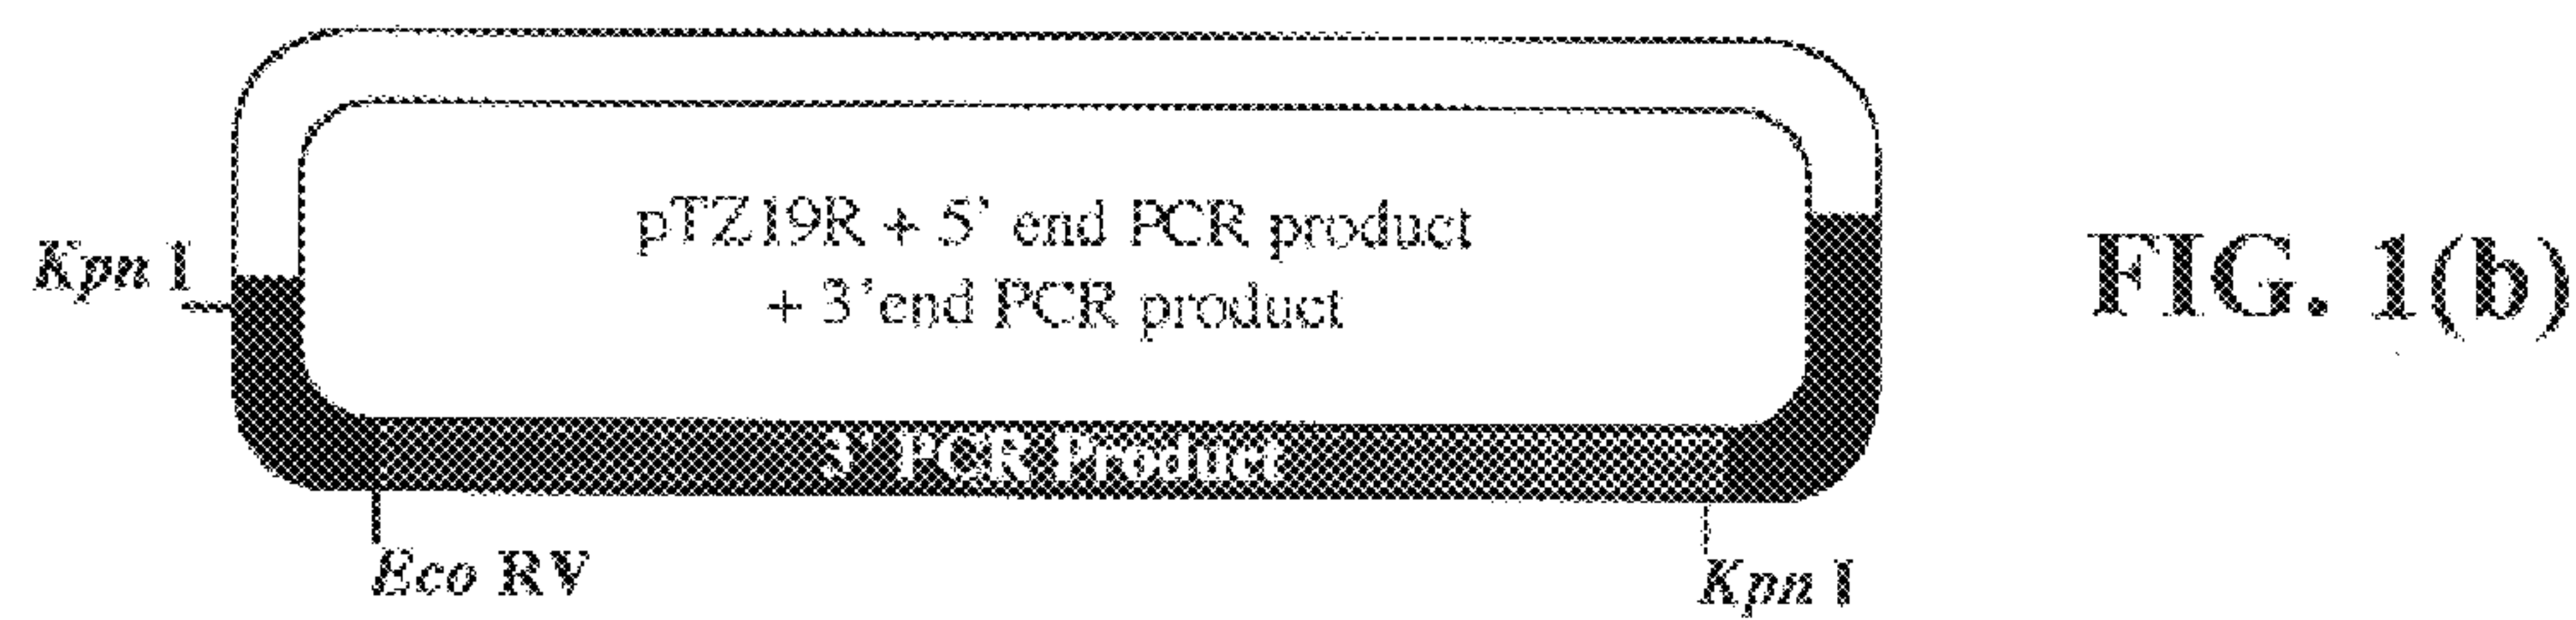 pTZ19R + 5' end PCR product
+ 3'end PCR product
Kpn I
3' PCR Product
Eco RV
Kpn I
FIG. 1(b)